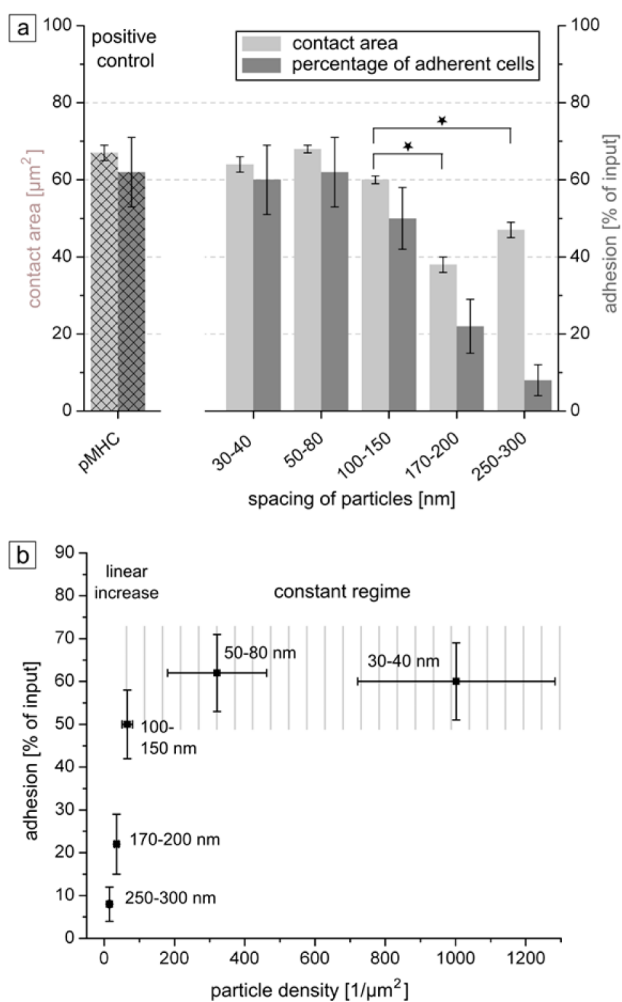 a
positive
control
contact area
percentage of adherent cells
100
80
60
40
20
0
contact area [µm²]
100
80
60
40
20
0
adhesion [% of input]
pMHC
30-40
50-80
100-150
170-200
250-300
spacing of particles [nm]
b
90
80
70
60
50
40
30
20
10
0
adhesion [% of input]
linear
increase
constant regime
50-80 nm
30-40 nm
100-
150 nm
170-200 nm
250-300 nm
0 200 400 600 800 1000 1200
particle density [1/µm²]